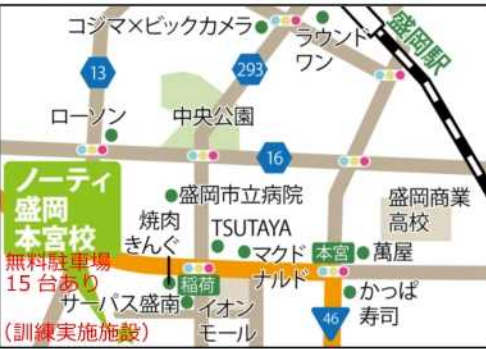 コジマ×ビックカメラ
ラウンド
ワン
盛岡駅
13
293
ローソン
中央公園
16
ノーティ
盛岡
本宮校
無料駐車場
15台あり
(訓練実施施設)
盛岡市立病院
盛岡商業
高校
焼肉
きんぐ
TSUTAYA
マクド
ナルド
本宮
萬屋
稲荷
サーパス盛南
イオン
モール
かっぱ
寿司
46